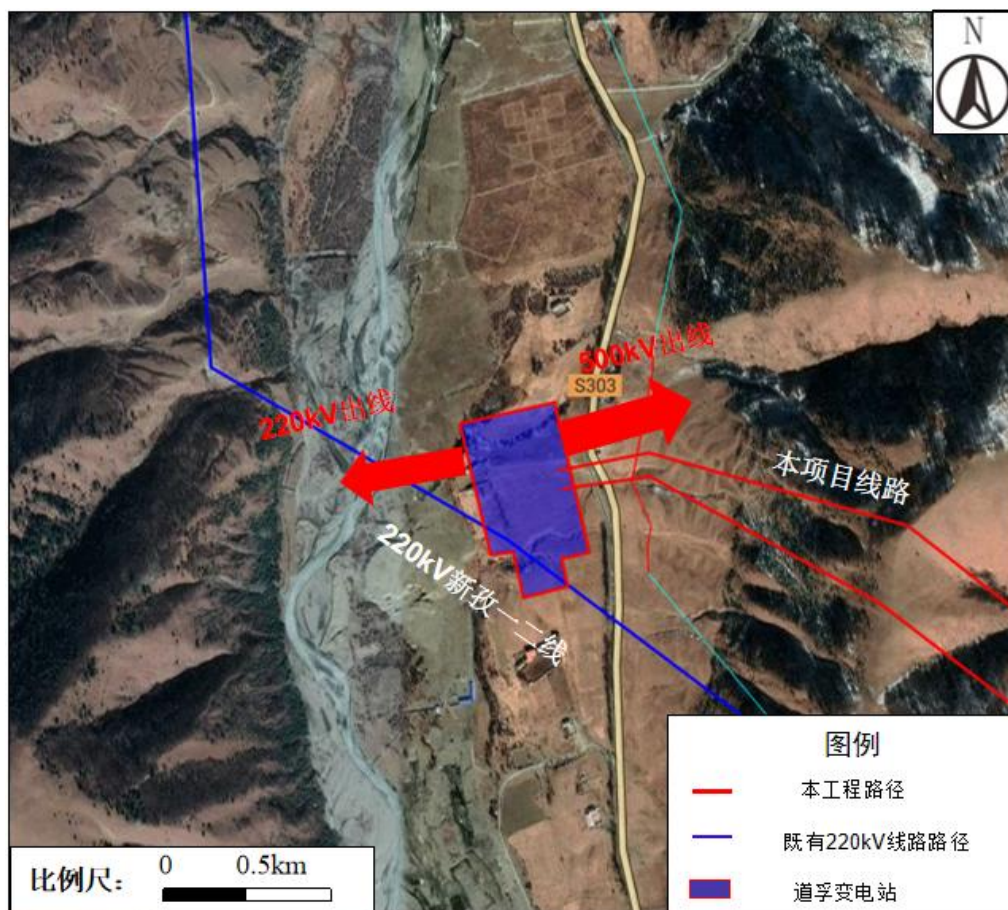 N
500kV出线
S303
220kV出线
本项目线路
220kV新孜一二线
图例
本工程路径
既有220kV线路路径
道孚变电站
比例尺：
0 0.5km